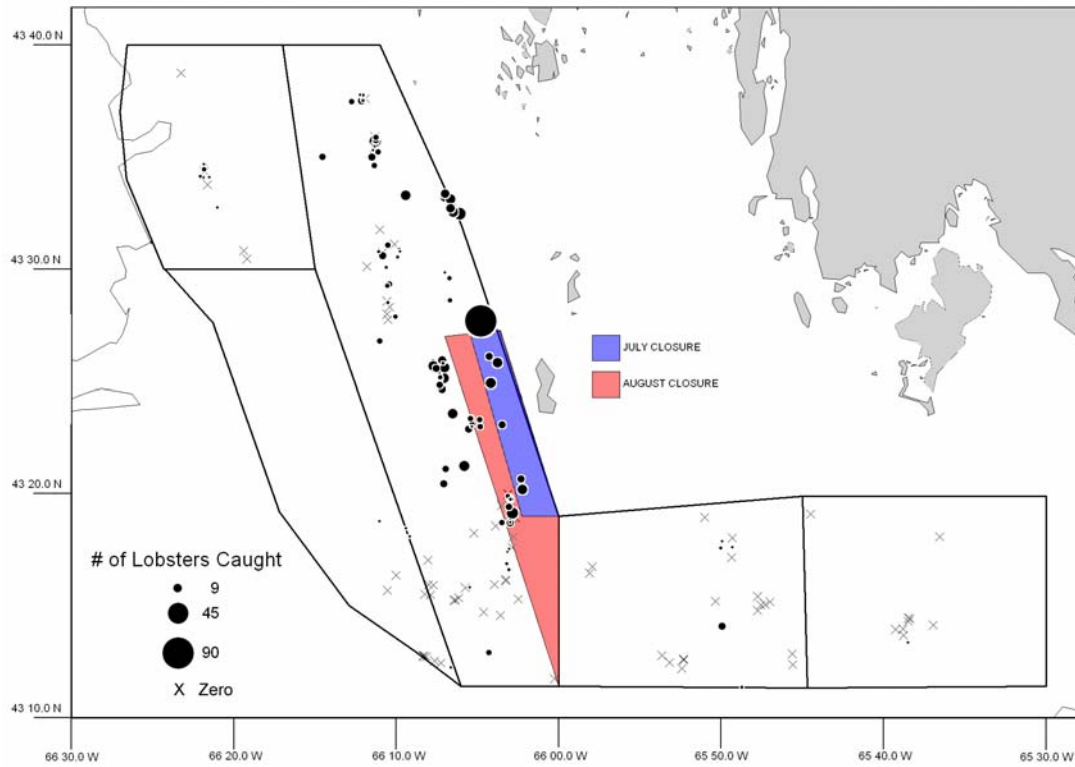 43 40.0 N
43 30.0 N
JULY CLOSURE
AUGUST CLOSURE
43 20.0 N
# of Lobsters Caught
9
45
90
X Zero
43 10.0 N
66 30.0 W
66 20.0 W
66 10.0 W
66 00.0 W
65 50.0 W
65 40.0 W
65 30.0 W